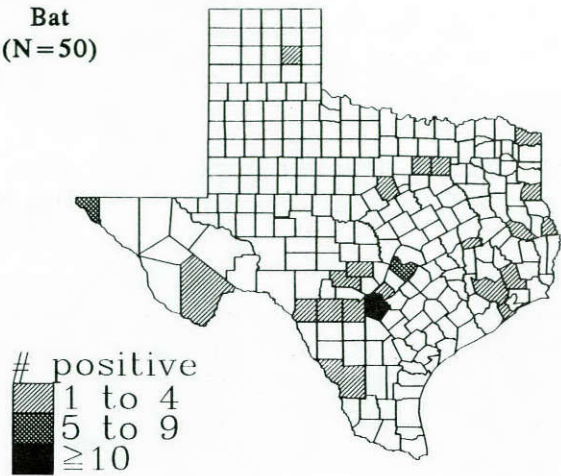 Bat
(N=50)
# positive
1 to 4
5 to 9
≧10